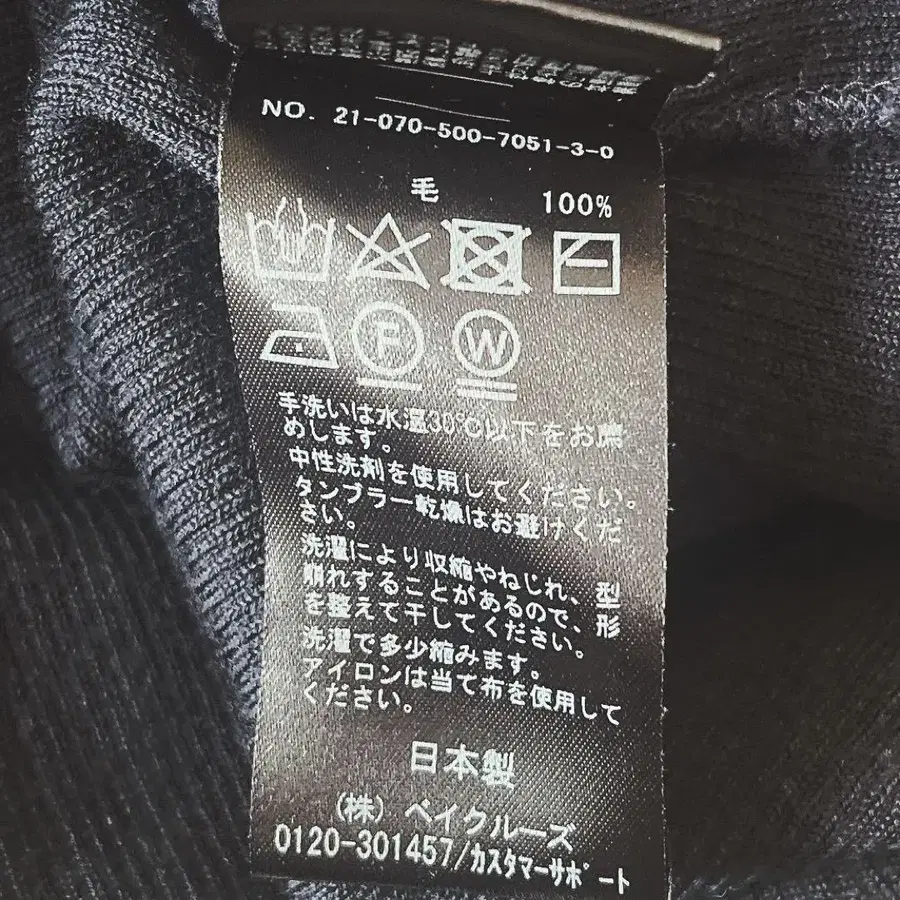 NO. 21-070-500-7051-3-0
毛 100%
P W
手洗いは水温30℃以下をお薦
めします。
中性洗剤を使用してください。
タンブラー乾燥はお避けくだ
さい。
洗濯により収縮やねじれ、型
崩れすることがあるので、形
を整えて干してください。
洗濯で多少縮みます。
アイロンは当て布を使用して
ください。
日本製
(株) ベイクルーズ
0120-301457/カスタマーサポート